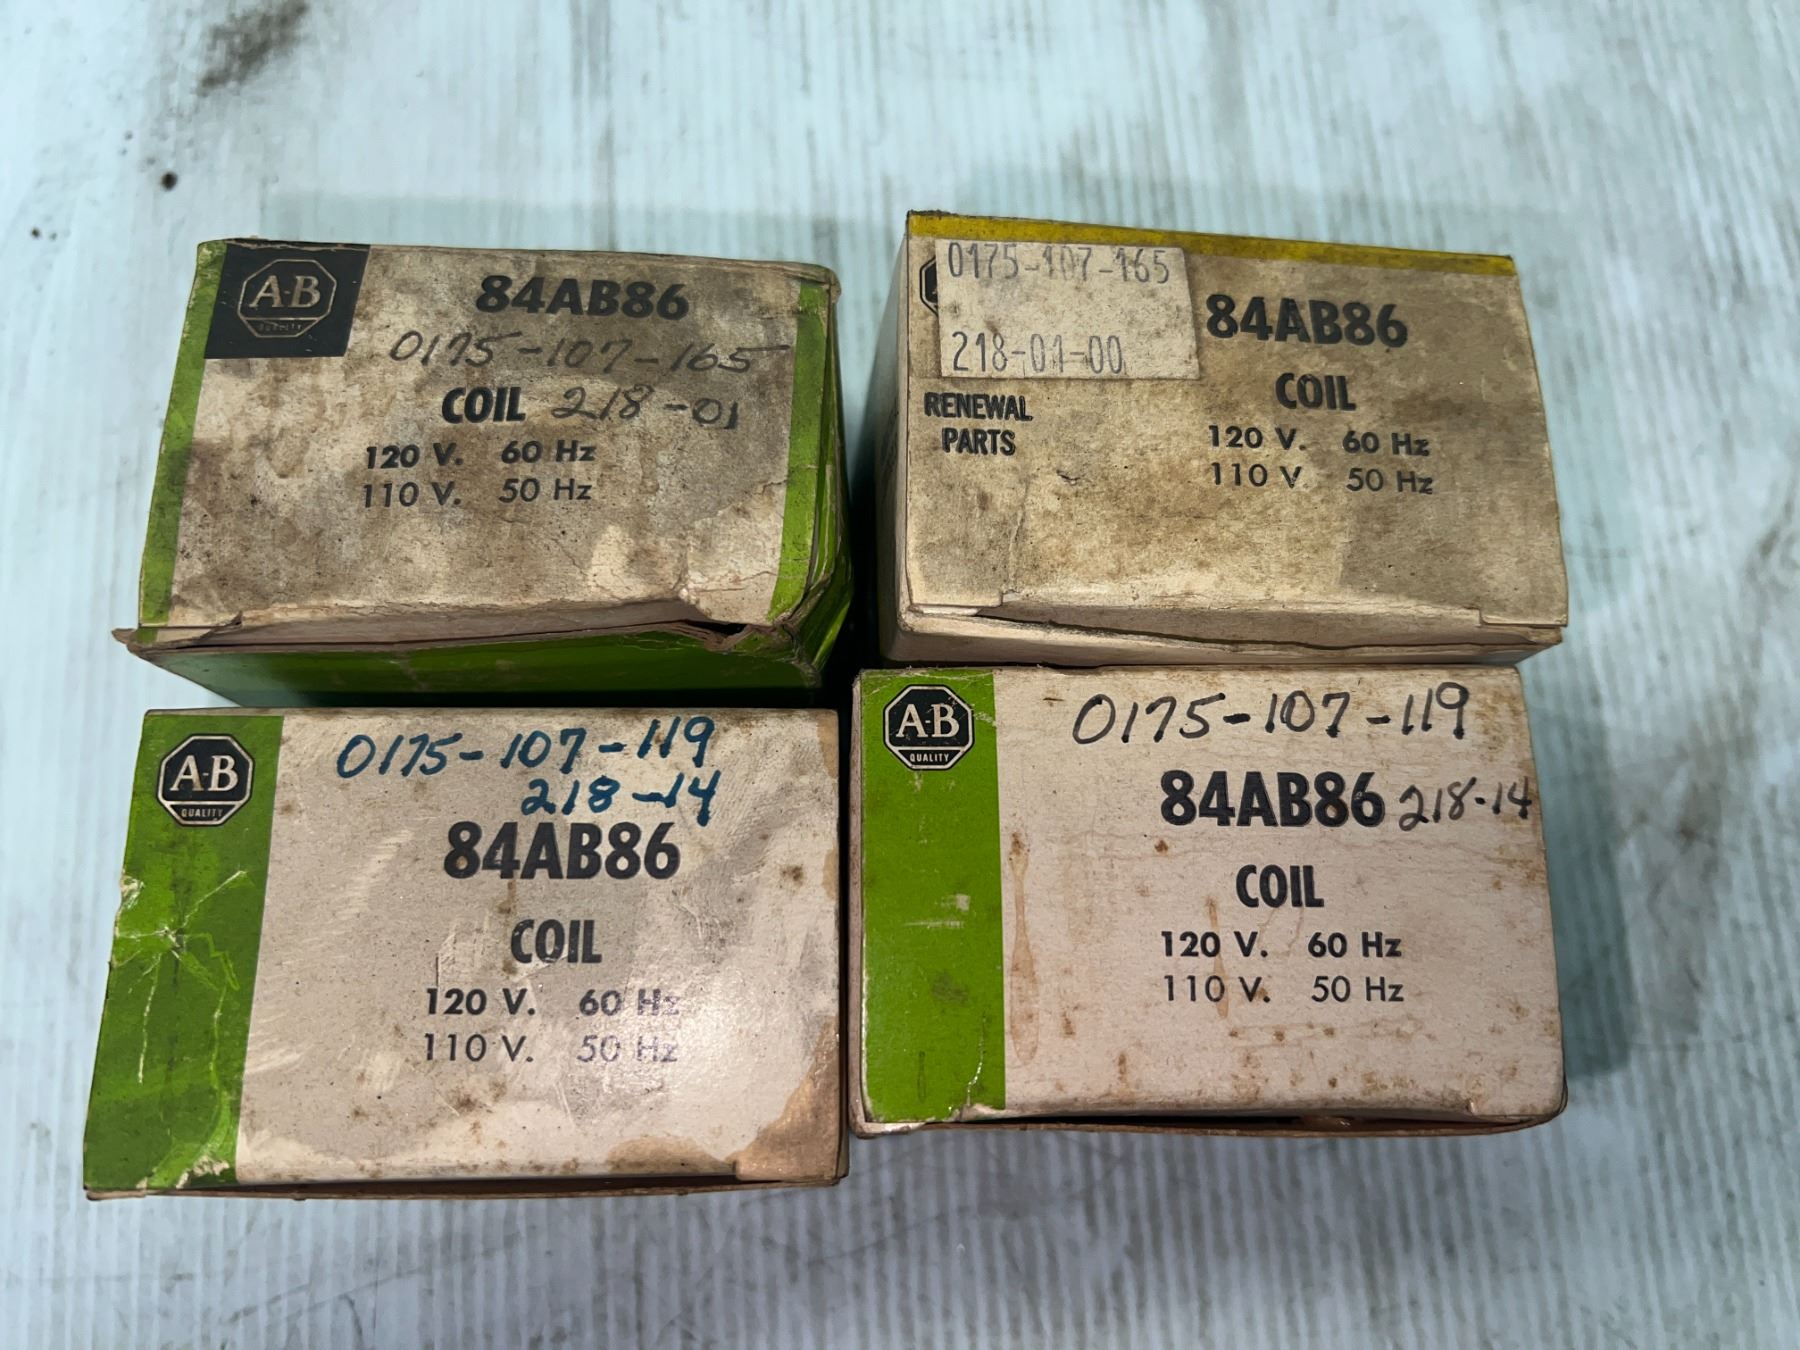 A-B
QUALITY
84AB86
0175-107-165
COIL 218-01
120 V. 60 Hz
110 V. 50 Hz
0175-107-165
218-01-00
RENEWAL
PARTS
84AB86
COIL
120 V. 60 Hz
110 V. 50 Hz
A-B
QUALITY
0175-107-119
218-14
84AB86
COIL
120 V. 60 Hz
110 V. 50 Hz
A-B
QUALITY
0175-107-119
84AB86 218-14
COIL
120 V. 60 Hz
110 V. 50 Hz